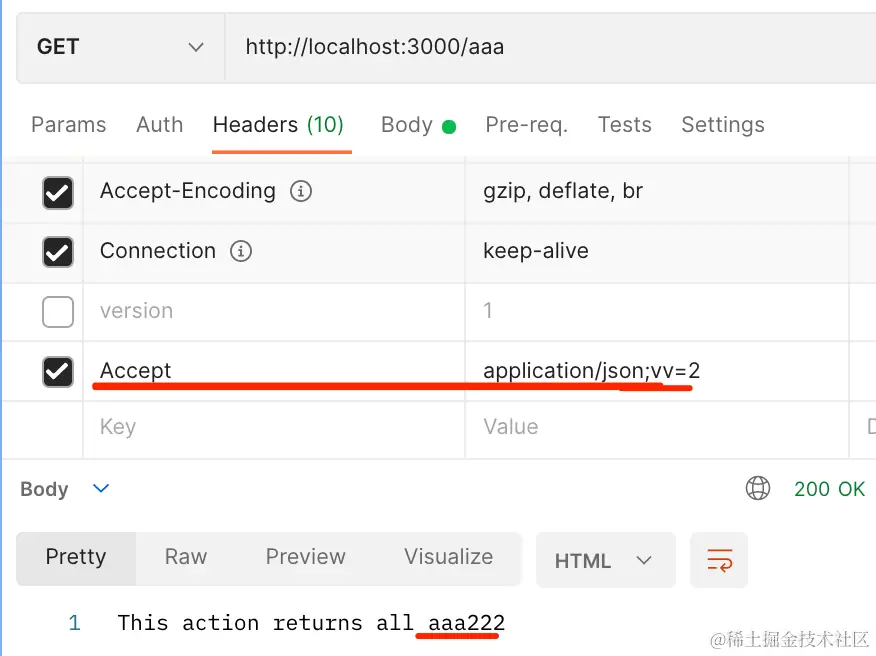 GET http://localhost:3000/aaa
Params Auth Headers (10) Body Pre-req. Tests Settings
Accept-Encoding gzip, deflate, br
Connection keep-alive
version 1
Accept application/json;vv=2
Key Value D
Body 200 OK
Pretty Raw Preview Visualize HTML
1 This action returns all aaa222
@稀土掘金技术社区